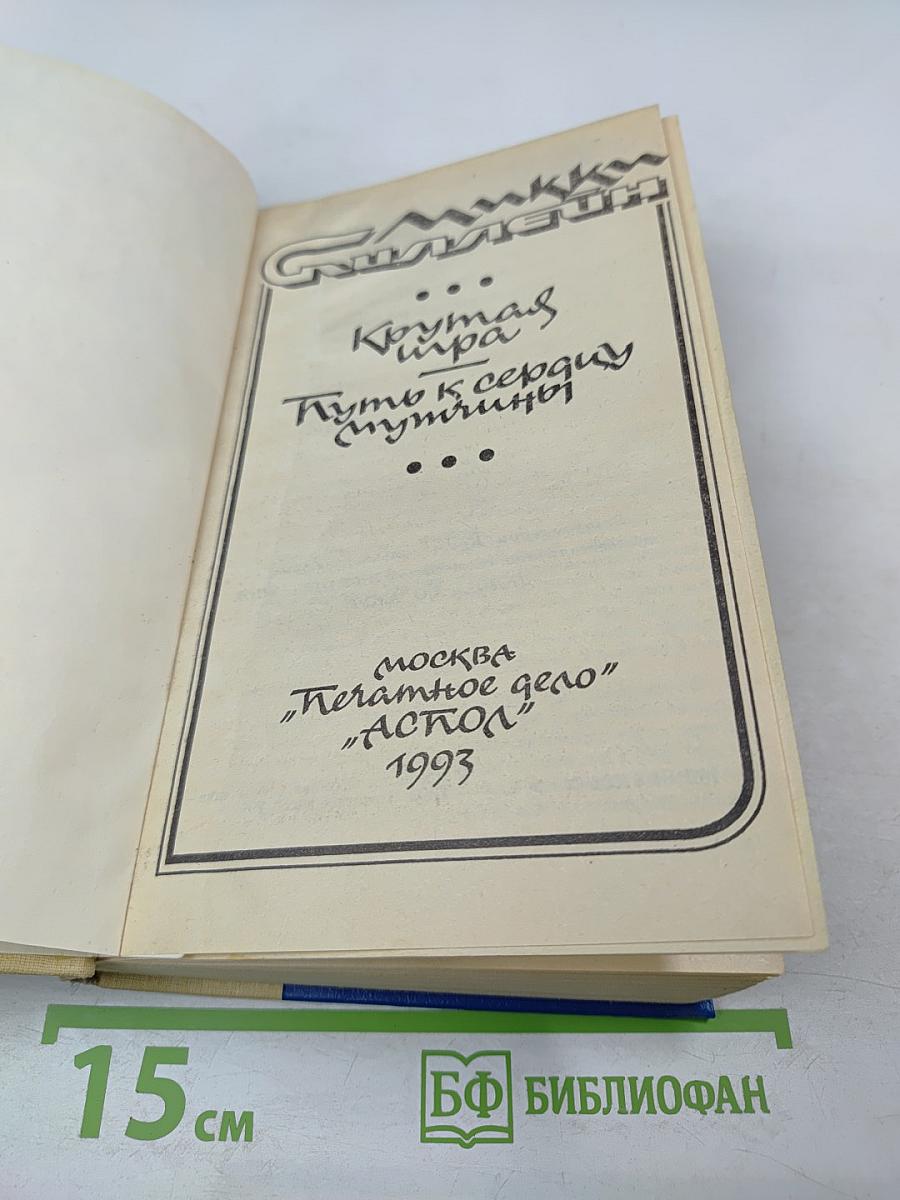 Микки
Спиллейн
Крутая
игра
Путь к сердцу
мужчины
Москва
„Печатное дело"
„АСПОЛ"
1993
15 см
БФ БИБЛИОФАН